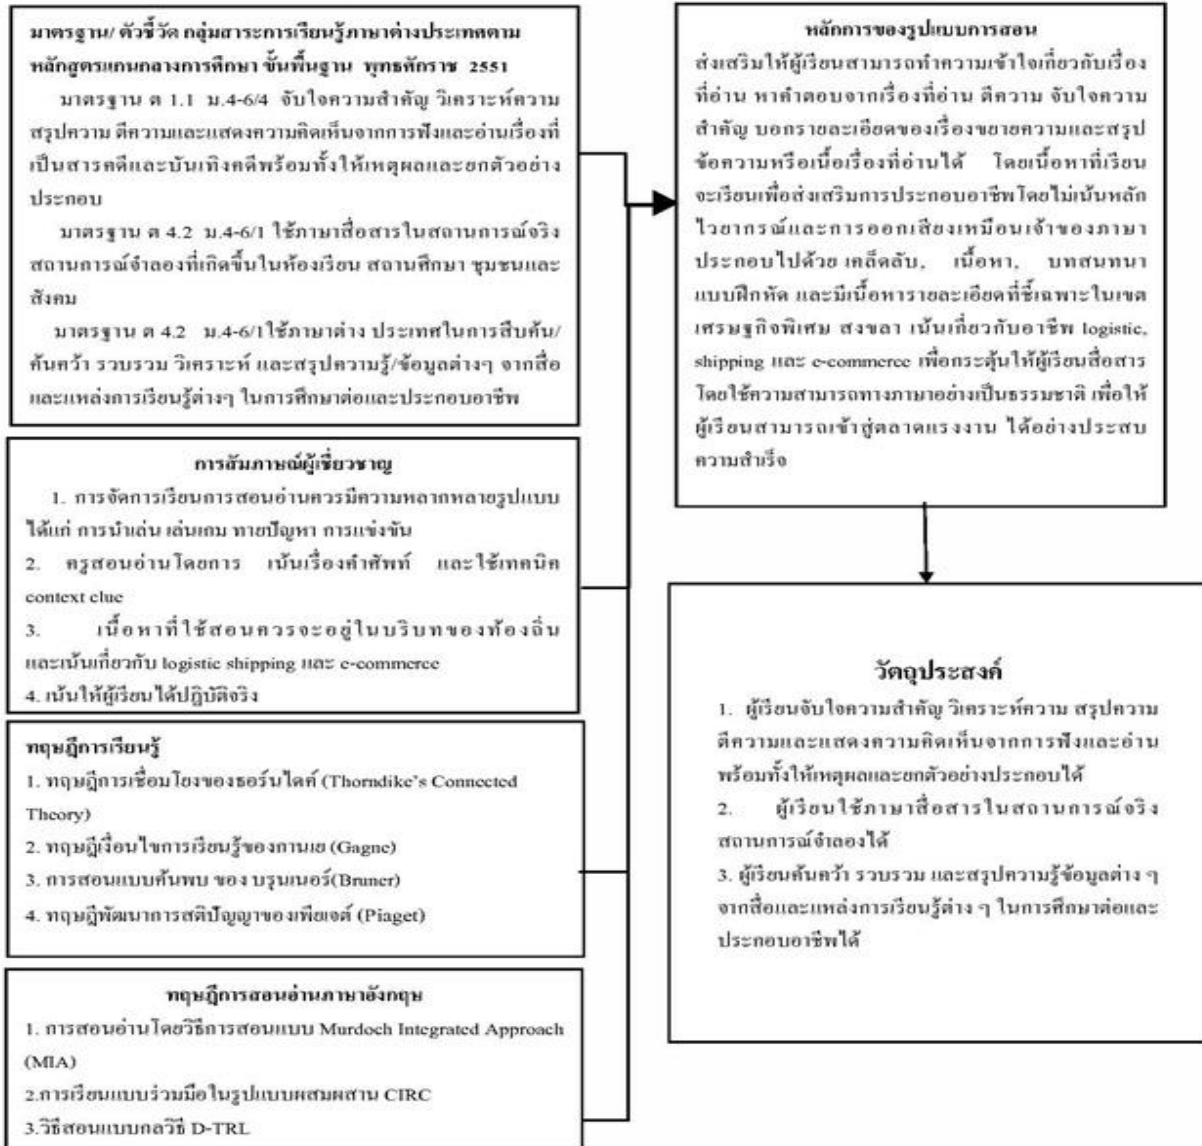 มาตรฐาน/ ตัวชี้วัด กลุ่มสาระการเรียนรู้ภาษาต่างประเทศตาม
หลักสูตรแกนกลางการศึกษา ขั้นพื้นฐาน พุทธศักราช 2551
มาตรฐาน ต 1.1 ม.4-6/4 จับใจความสำคัญ วิเคราะห์ความ
สรุปความ ตีความและแสดงความคิดเห็นจากการฟังและอ่านเรื่องที่
เป็นสารคดีและบันเทิงคดีพร้อมทั้งให้เหตุผลและยกตัวอย่าง
ประกอบ
มาตรฐาน ต 4.2 ม.4-6/1 ใช้ภาษาสื่อสารในสถานการณ์จริง
สถานการณ์จำลองที่เกิดขึ้นในห้องเรียน สถานศึกษา ชุมชนและ
สังคม
มาตรฐาน ต 4.2 ม.4-6/1ใช้ภาษาต่าง ประเทศในการสืบค้น/
ค้นคว้า รวบรวม วิเคราะห์ และสรุปความรู้/ข้อมูลต่างๆ จากสื่อ
และแหล่งการเรียนรู้ต่างๆ ในการศึกษาต่อและประกอบอาชีพ
การสัมภาษณ์ผู้เชี่ยวชาญ
1. การจัดการเรียนการสอนอ่านควรมีความหลากหลายรูปแบบ
ได้แก่ การนำเล่น เล่นเกม ทายปัญหา การแข่งขัน
2. ครูสอนอ่านโดยการ เน้นเรื่องคำศัพท์ และใช้เทคนิค
context clue
3. เนื้อหาที่ใช้สอนควรจะอยู่ในบริบทของท้องถิ่น
และเน้นเกี่ยวกับ logistic shipping และ e-commerce
4. เน้นให้ผู้เรียนได้ปฏิบัติจริง
ทฤษฎีการเรียนรู้
1. ทฤษฎีการเชื่อมโยงของธอร์นไดค์ (Thorndike's Connected
Theory)
2. ทฤษฎีเงื่อนไขการเรียนรู้ของกานเย (Gagne)
3. การสอนแบบค้นพบ ของ บรุนเนอร์(Bruner)
4. ทฤษฎีพัฒนาการสติปัญญาของเพียเจต์ (Piaget)
ทฤษฎีการสอนอ่านภาษาอังกฤษ
1. การสอนอ่านโดยวิธีการสอนแบบ Murdoch Integrated Approach
(MIA)
2.การเรียนแบบร่วมมือในรูปแบบผสมผสาน CIRC
3.วิธีสอนแบบกลวิธี D-TRL
หลักการของรูปแบบการสอน
ส่งเสริมให้ผู้เรียนสามารถทำความเข้าใจเกี่ยวกับเรื่อง
ที่อ่าน หาคำตอบจากเรื่องที่อ่าน ตีความ จับใจความ
สำคัญ บอกรายละเอียดของเรื่องขยายความและสรุป
ข้อความหรือเนื้อเรื่องที่อ่านได้ โดยเนื้อหาที่เรียน
จะเรียนเพื่อส่งเสริมการประกอบอาชีพโดยไม่เน้นหลัก
ไวยากรณ์และการออกเสียงเหมือนเจ้าของภาษา
ประกอบไปด้วย เคล็ดลับ, เนื้อหา, บทสนทนา
แบบฝึกหัด และมีเนื้อหารายละเอียดที่ชี้เฉพาะในเขต
เศรษฐกิจพิเศษ สงขลา เน้นเกี่ยวกับอาชีพ logistic,
shipping และ e-commerce เพื่อกระตุ้นให้ผู้เรียนสื่อสาร
โดยใช้ความสามารถทางภาษาอย่างเป็นธรรมชาติ เพื่อให้
ผู้เรียนสามารถเข้าสู่ตลาดแรงงาน ได้อย่างประสบ
ความสำเร็จ
วัตถุประสงค์
1. ผู้เรียนจับใจความสำคัญ วิเคราะห์ความ สรุปความ
ตีความและแสดงความคิดเห็นจากการฟังและอ่าน
พร้อมทั้งให้เหตุผลและยกตัวอย่างประกอบได้
2. ผู้เรียนใช้ภาษาสื่อสารในสถานการณ์จริง
สถานการณ์จำลองได้
3. ผู้เรียนค้นคว้า รวบรวม และสรุปความรู้ข้อมูลต่าง ๆ
จากสื่อและแหล่งการเรียนรู้ต่าง ๆ ในการศึกษาต่อและ
ประกอบอาชีพได้